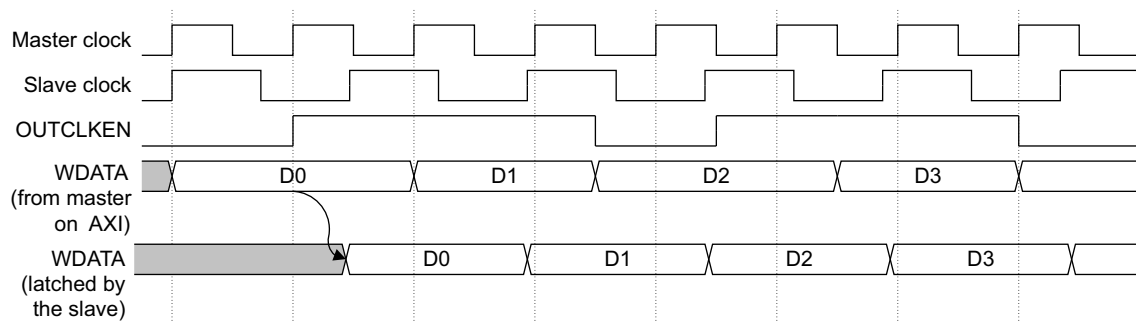 Master clock
Slave clock
OUTCLKEN
WDATA
(from master
on AXI)
D0
D1
D2
D3
WDATA
(latched by
the slave)
D0
D1
D2
D3